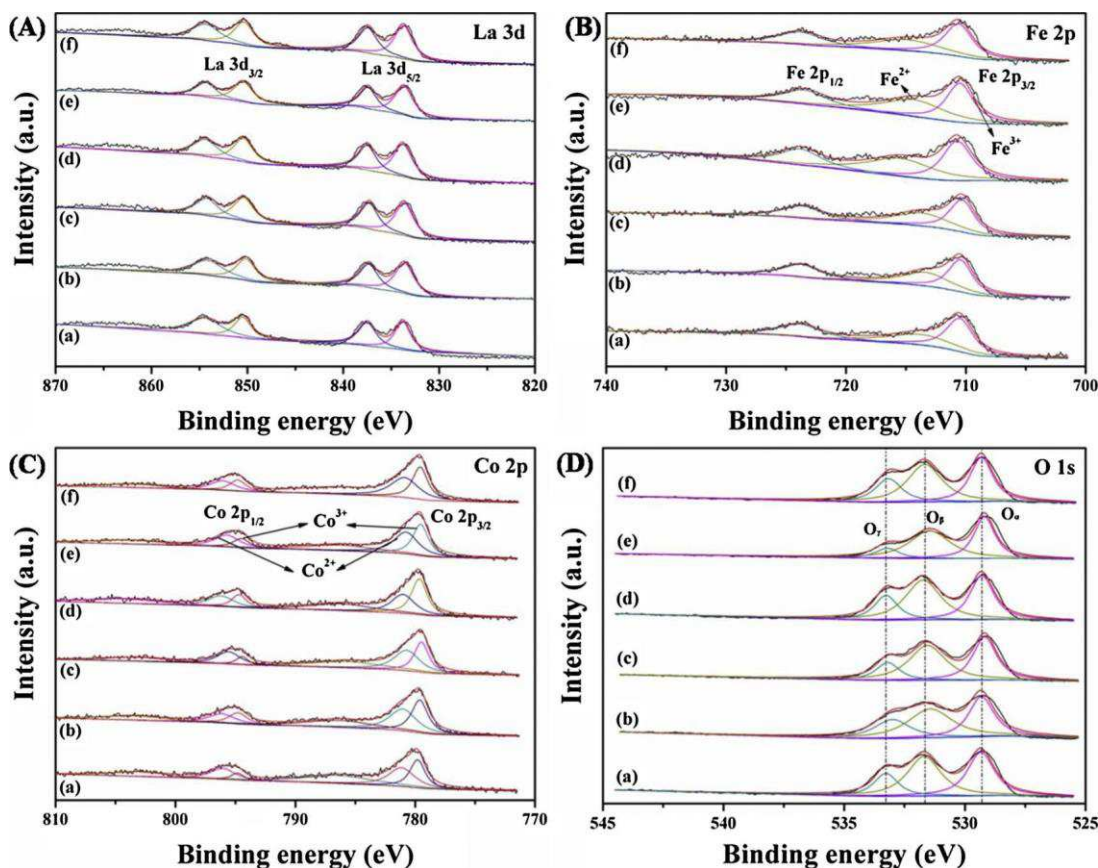 (A)
La 3d
(f)
La 3d3/2
La 3d5/2
(e)
(d)
(c)
(b)
(a)
Intensity (a.u.)
870 860 850 840 830 820
Binding energy (eV)
(B)
Fe 2p
(f)
Fe 2p1/2
Fe2+
Fe 2p3/2
(e)
Fe3+
(d)
(c)
(b)
(a)
Intensity (a.u.)
740 730 720 710 700
Binding energy (eV)
(C)
Co 2p
(f)
Co 2p1/2
Co3+
Co 2p3/2
(e)
Co2+
(d)
(c)
(b)
(a)
Intensity (a.u.)
810 800 790 780 770
Binding energy (eV)
(D)
O 1s
(f)
Oγ
Oβ
Oα
(e)
(d)
(c)
(b)
(a)
Intensity (a.u.)
545 540 535 530 525
Binding energy (eV)